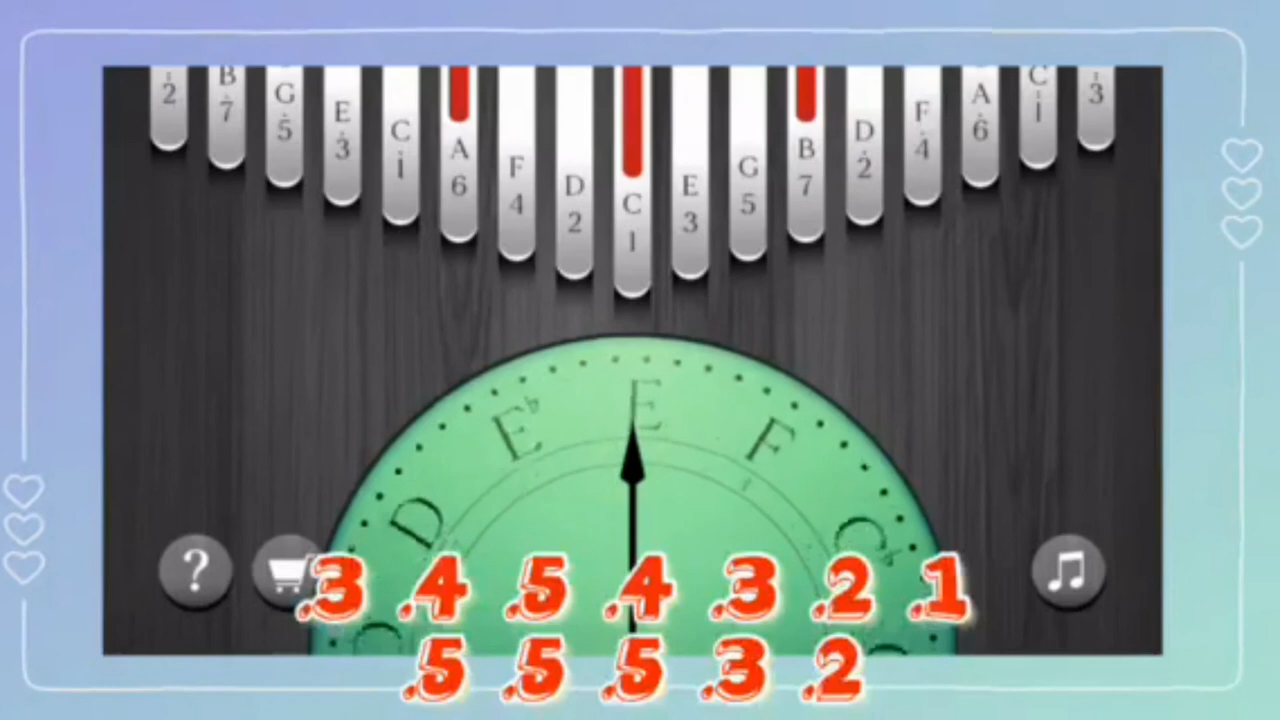 2 B 7 G 5 E 3 C 1 A 6 F 4 D 2 C 1 E 3 G 5 B 7 D 2 F 4 A 6 C 1 3
D E♭ E F G♭
?
.3 .4 .5 .4 .3 .2 .1
.5 .5 .5 .3 .2